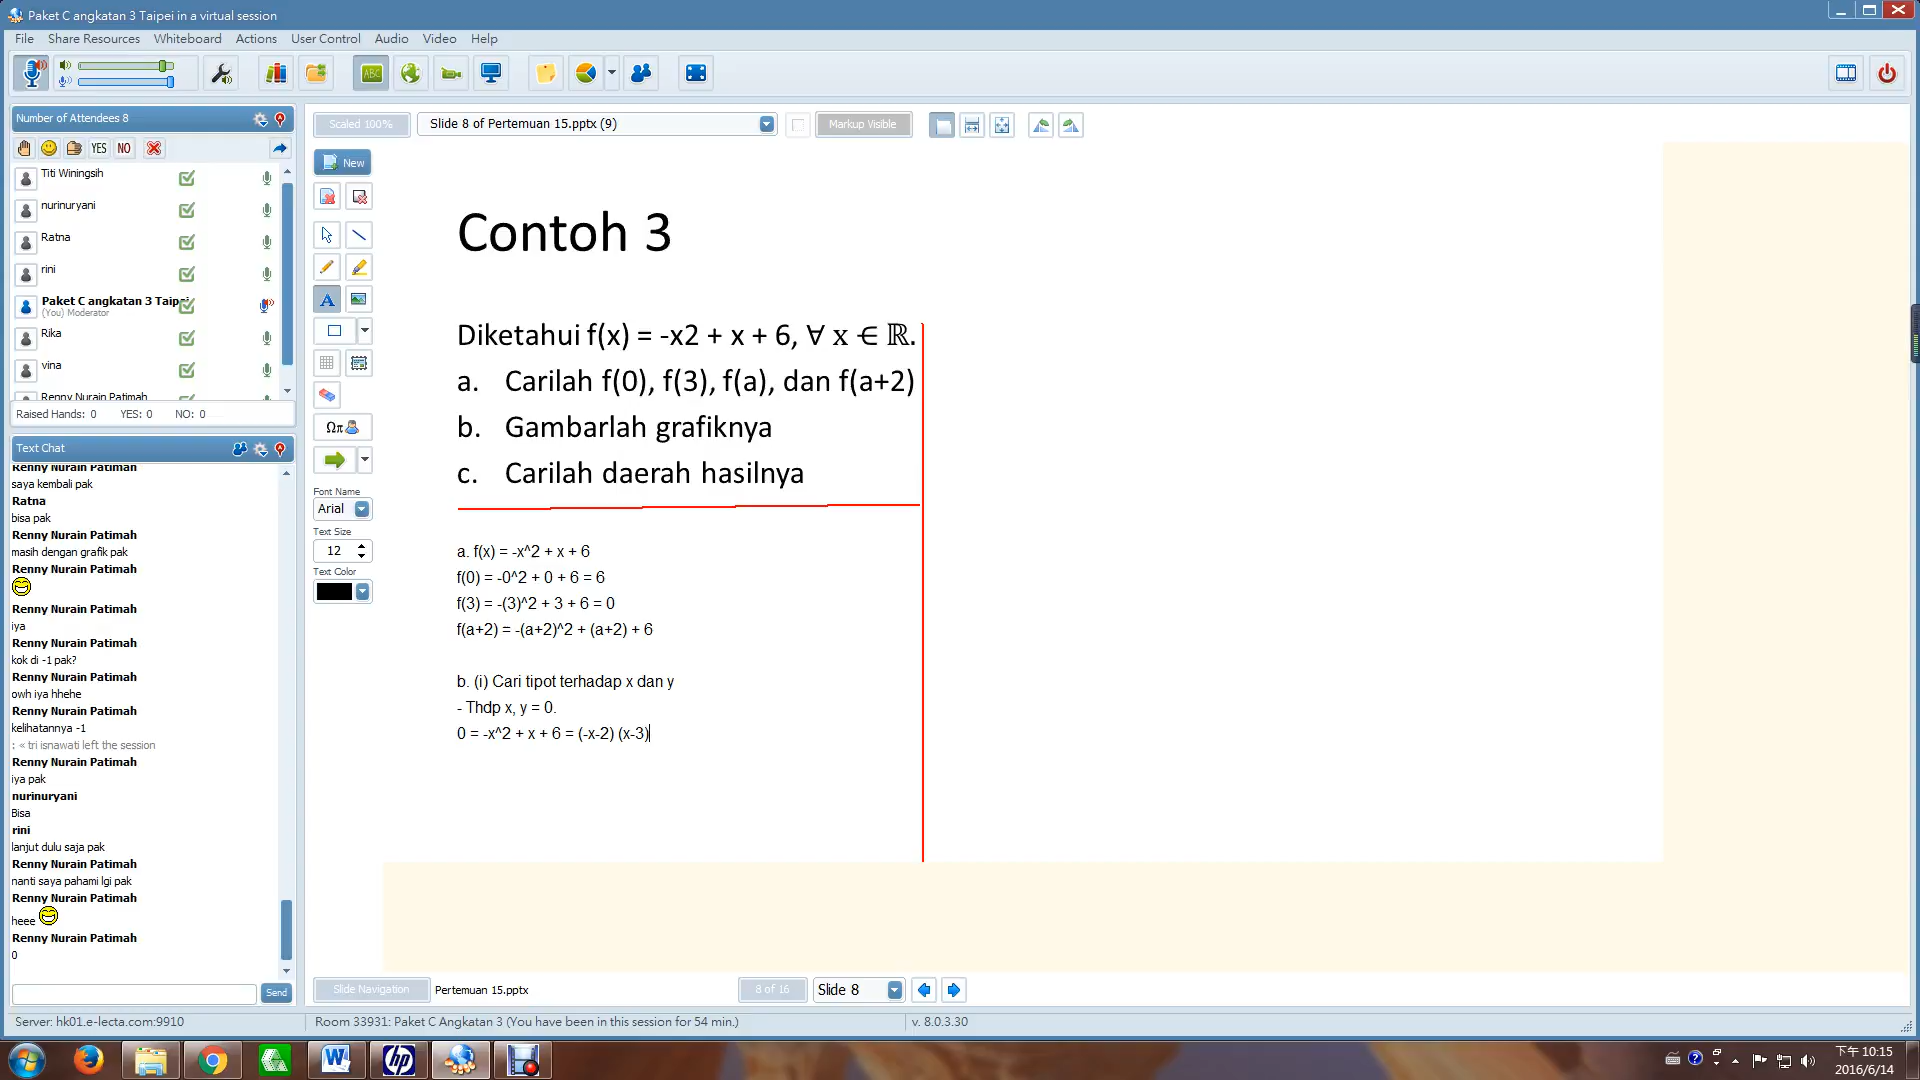 Paket C angkatan 3 Taipei in a virtual session
File Share Resources Whiteboard Actions User Control Audio Video Help
Number of Attendees 8
YES NO
Titi Winingsih
nurinuryani
Ratna
rini
Paket C angkatan 3 Taipei
(You) Moderator
Rika
vina
Renny Nurain Patimah
Raised Hands: 0 YES: 0 NO: 0
Text Chat
Renny Nurain Patimah
saya kembali pak
Ratna
bisa pak
Renny Nurain Patimah
masih dengan grafik pak
Renny Nurain Patimah
Renny Nurain Patimah
iya
Renny Nurain Patimah
kok di -1 pak?
Renny Nurain Patimah
owh iya hhehe
Renny Nurain Patimah
kelihatannya -1
: « tri isnawati left the session
Renny Nurain Patimah
iya pak
nurinuryani
Bisa
rini
lanjut dulu saja pak
Renny Nurain Patimah
nanti saya pahami lgi pak
Renny Nurain Patimah
heee
Renny Nurain Patimah
0
Send
Scaled 100%
Slide 8 of Pertemuan 15.pptx (9)
Markup Visible
New
ABC
A
Ωπ
Font Name
Arial
Text Size
12
Text Color
Contoh 3
Diketahui f(x) = -x2 + x + 6, ∀ x ∈ ℝ.
a. Carilah f(0), f(3), f(a), dan f(a+2)
b. Gambarlah grafiknya
c. Carilah daerah hasilnya
a. f(x) = -x^2 + x + 6
f(0) = -0^2 + 0 + 6 = 6
f(3) = -(3)^2 + 3 + 6 = 0
f(a+2) = -(a+2)^2 + (a+2) + 6
b. (i) Cari tipot terhadap x dan y
- Thdp x, y = 0.
0 = -x^2 + x + 6 = (-x-2) (x-3)
Slide Navigation
Pertemuan 15.pptx
8 of 16
Slide 8
Server: hk01.e-lecta.com:9910
Room 33931: Paket C Angkatan 3 (You have been in this session for 54 min.)
v. 8.0.3.30
W
hp
下午 10:15
2016/6/14